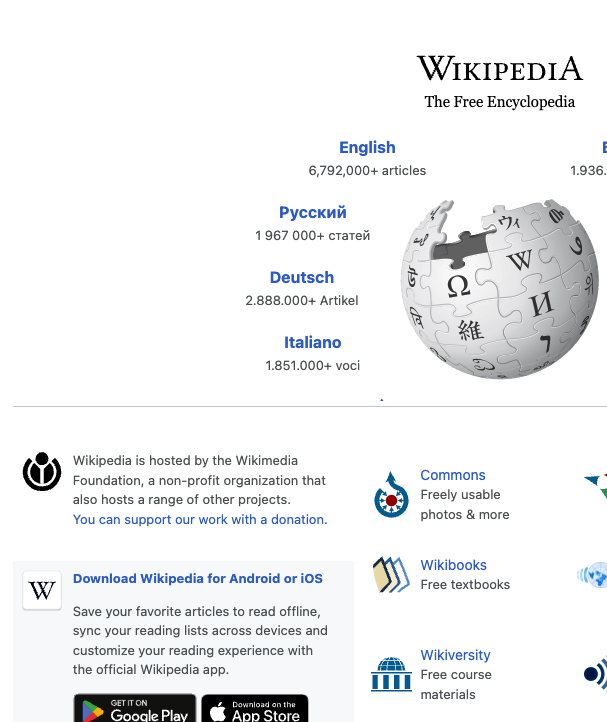 WIKIPEDIA
The Free Encyclopedia
English
6,792,000+ articles
1.936.
Русский
1 967 000+ статей
Deutsch
2.888.000+ Artikel
Italiano
1.851.000+ voci
Ω
W
И
維
ウィ
Wikipedia is hosted by the Wikimedia
Foundation, a non-profit organization that
also hosts a range of other projects.
You can support our work with a donation.
Commons
Freely usable
photos & more
Wikibooks
Free textbooks
Wikiversity
Free course
materials
W
Download Wikipedia for Android or iOS
Save your favorite articles to read offline,
sync your reading lists across devices and
customize your reading experience with
the official Wikipedia app.
GET IT ON
Google Play
Download on the
App Store